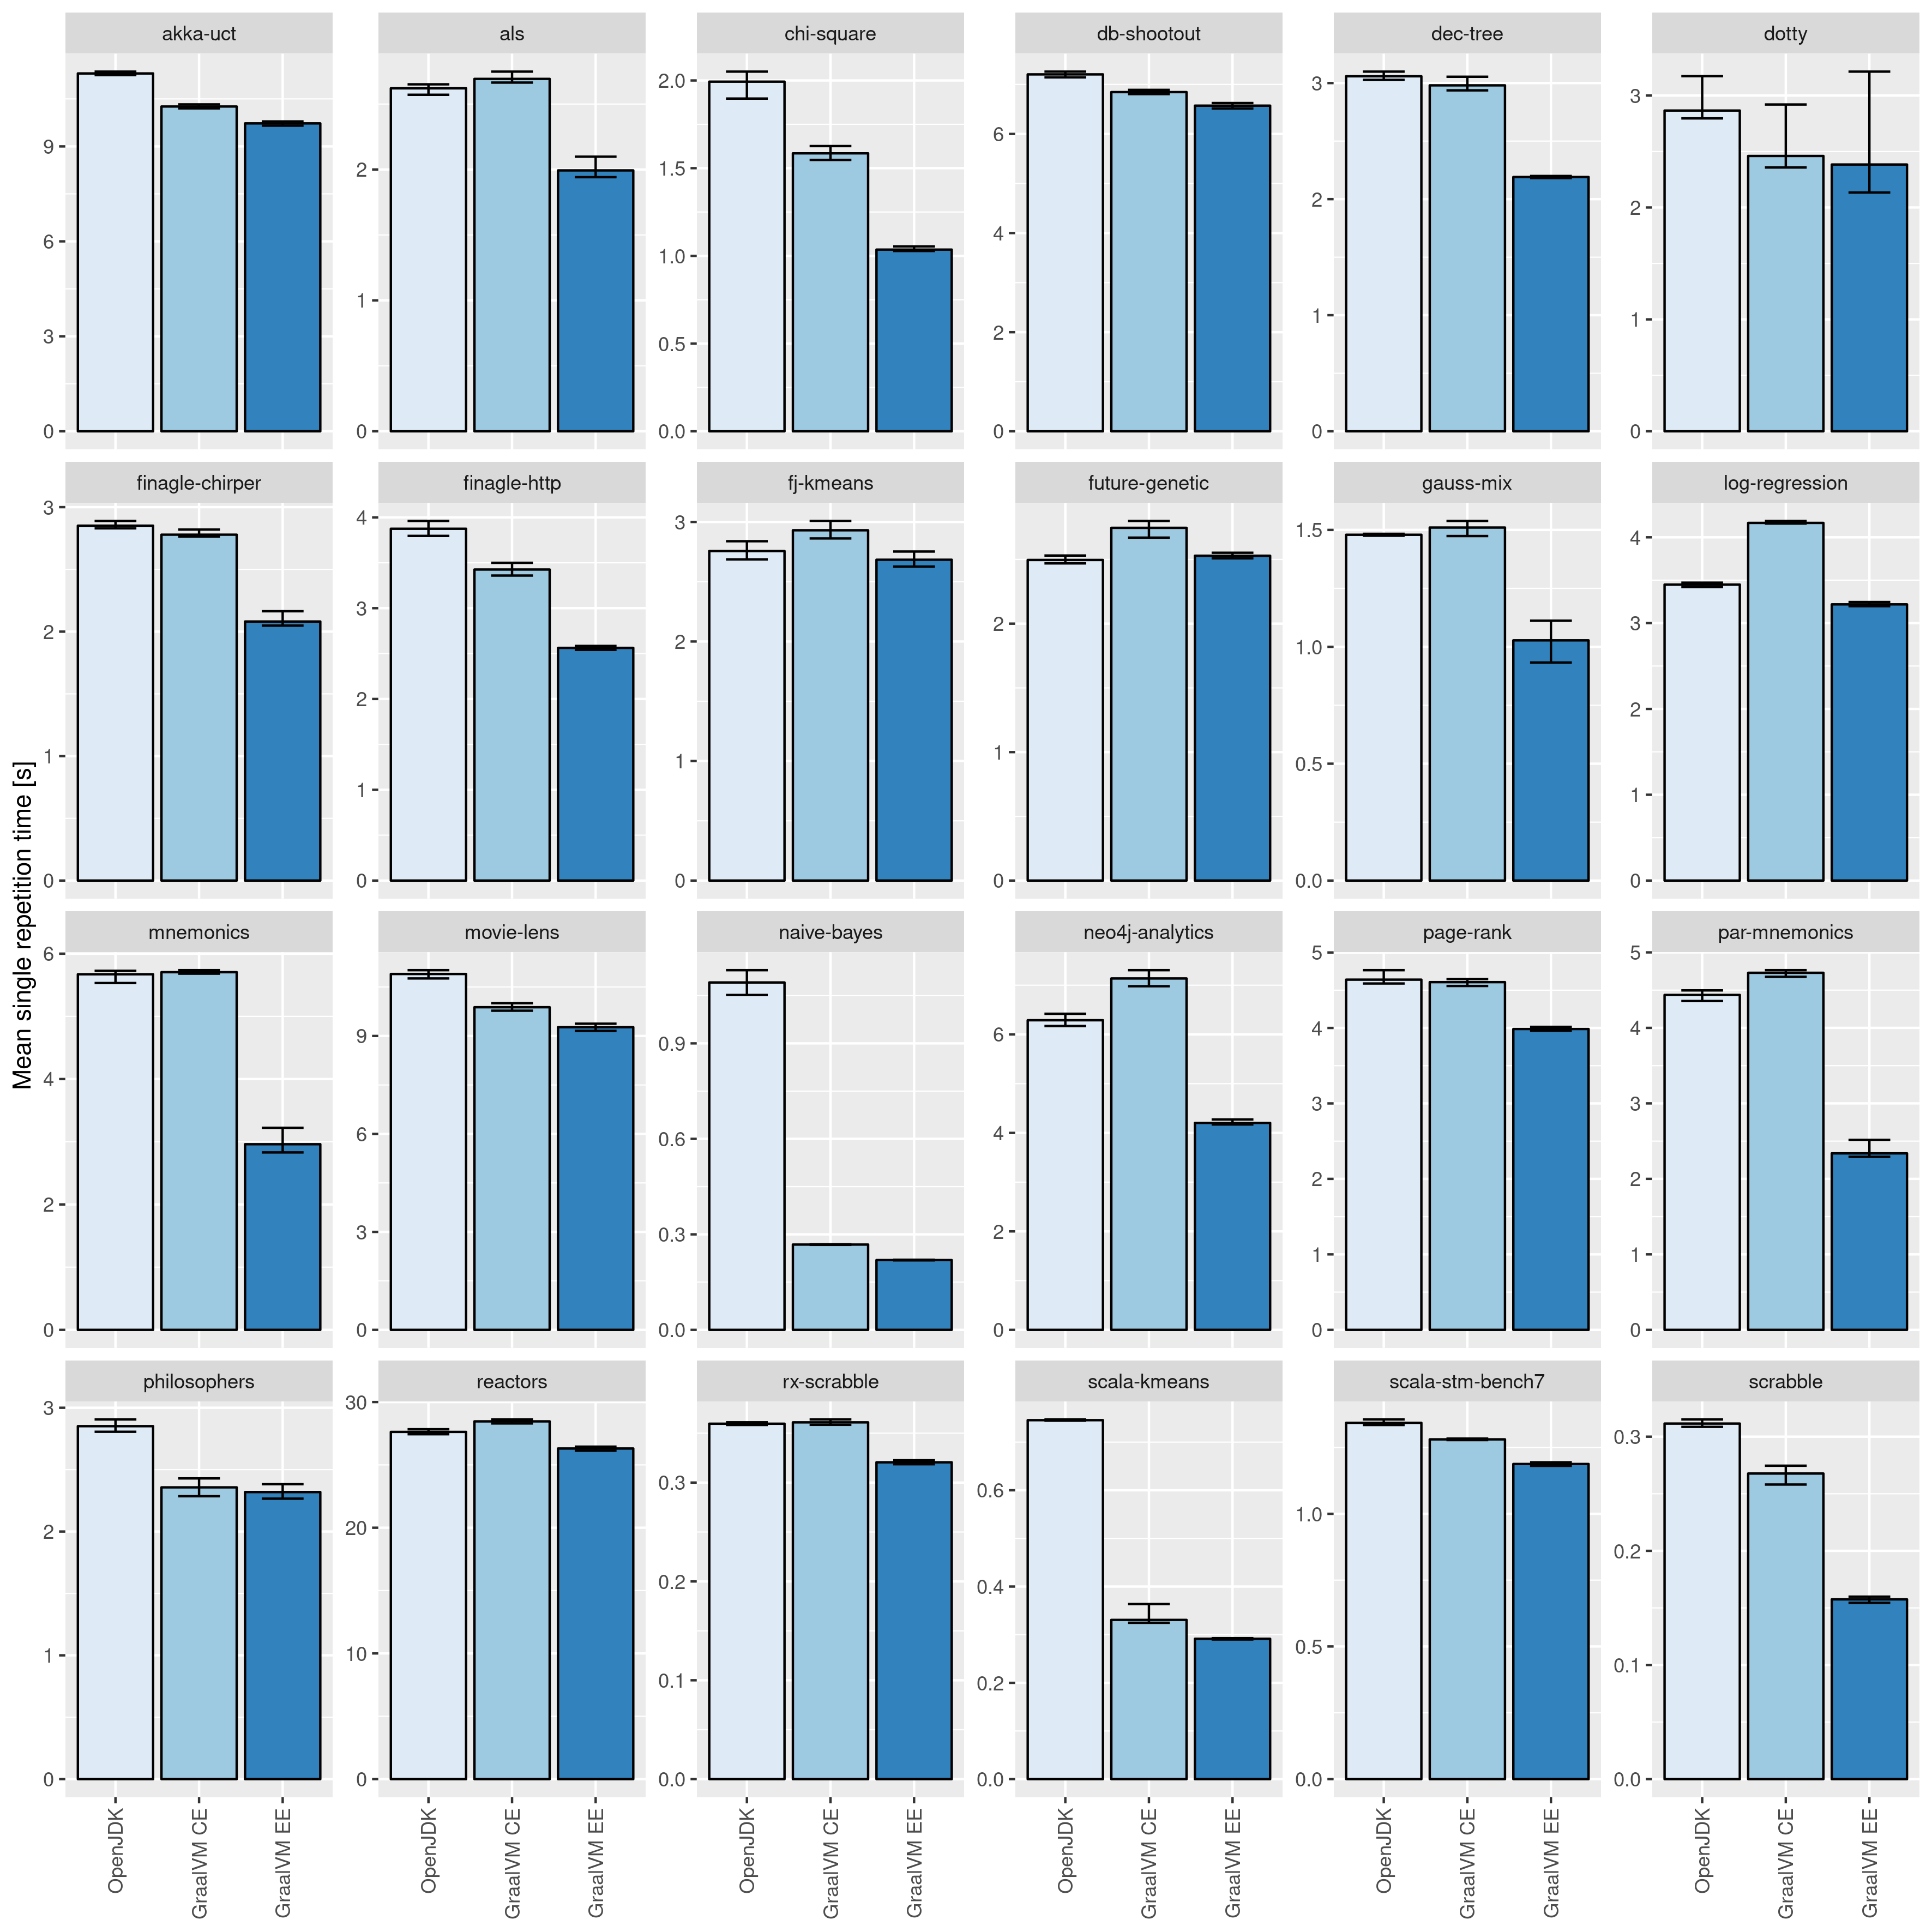 akka-uct
als
chi-square
db-shootout
dec-tree
dotty
0
3
6
9
0
1
2
0.0
0.5
1.0
1.5
2.0
0
2
4
6
0
1
2
3
0
1
2
3
finagle-chirper
finagle-http
fj-kmeans
future-genetic
gauss-mix
log-regression
0
1
2
3
0
1
2
3
4
0
1
2
3
0
1
2
0.0
0.5
1.0
1.5
0
1
2
3
4
Mean single repetition time [s]
mnemonics
movie-lens
naive-bayes
neo4j-analytics
page-rank
par-mnemonics
0
2
4
6
0
3
6
9
0.0
0.3
0.6
0.9
0
2
4
6
0
1
2
3
4
5
0
1
2
3
4
5
philosophers
reactors
rx-scrabble
scala-kmeans
scala-stm-bench7
scrabble
0
1
2
3
0
10
20
30
0.0
0.1
0.2
0.3
0.0
0.2
0.4
0.6
0.0
0.5
1.0
0.0
0.1
0.2
0.3
OpenJDK
GraalVM CE
GraalVM EE
OpenJDK
GraalVM CE
GraalVM EE
OpenJDK
GraalVM CE
GraalVM EE
OpenJDK
GraalVM CE
GraalVM EE
OpenJDK
GraalVM CE
GraalVM EE
OpenJDK
GraalVM CE
GraalVM EE